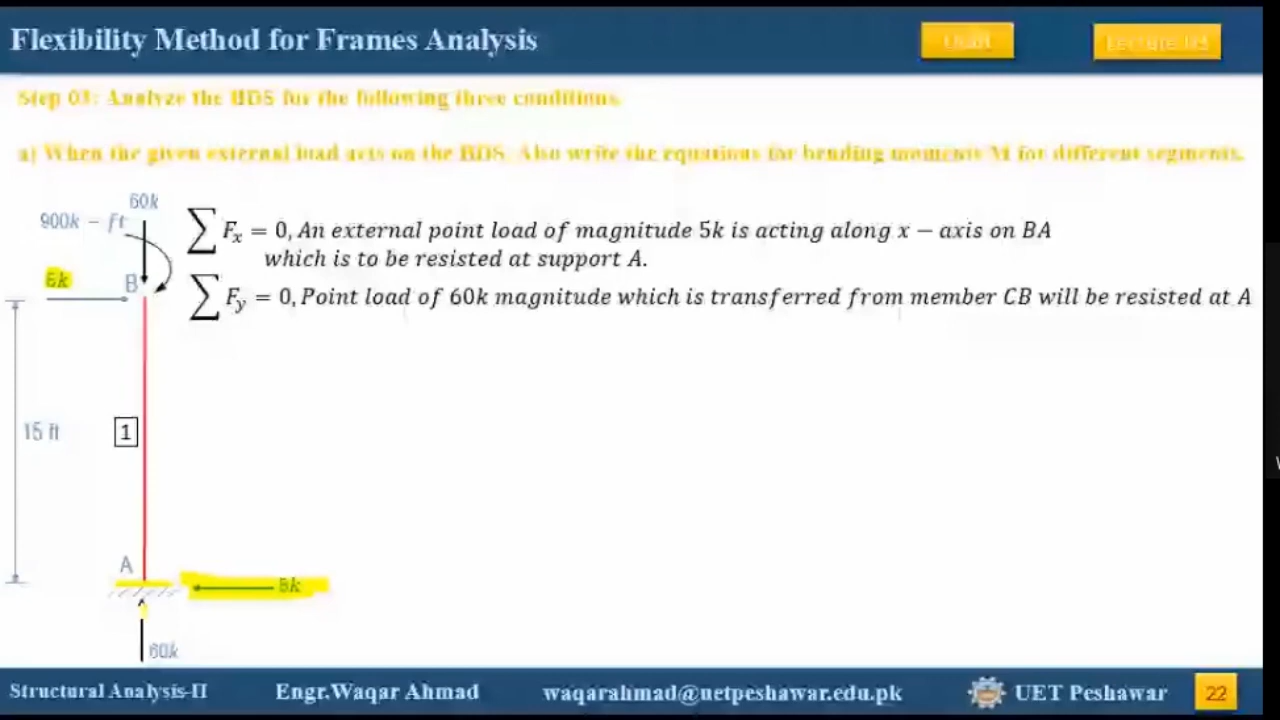 Flexibility Method for Frames Analysis
Step 03: Analyze the BDS for the following three conditions.
a) When the given external load acts on the BDS. Also write the equations for bending moments M for different segments.
60k
900k − ft
∑ Fx = 0, An external point load of magnitude 5k is acting along x − axis on BA
which is to be resisted at support A.
5k
B
∑ Fy = 0, Point load of 60k magnitude which is transferred from member CB will be resisted at A
15 ft
1
A
5k
60k
Structural Analysis-II
Engr.Waqar Ahmad
waqarahmad@uetpeshawar.edu.pk
UET Peshawar
22